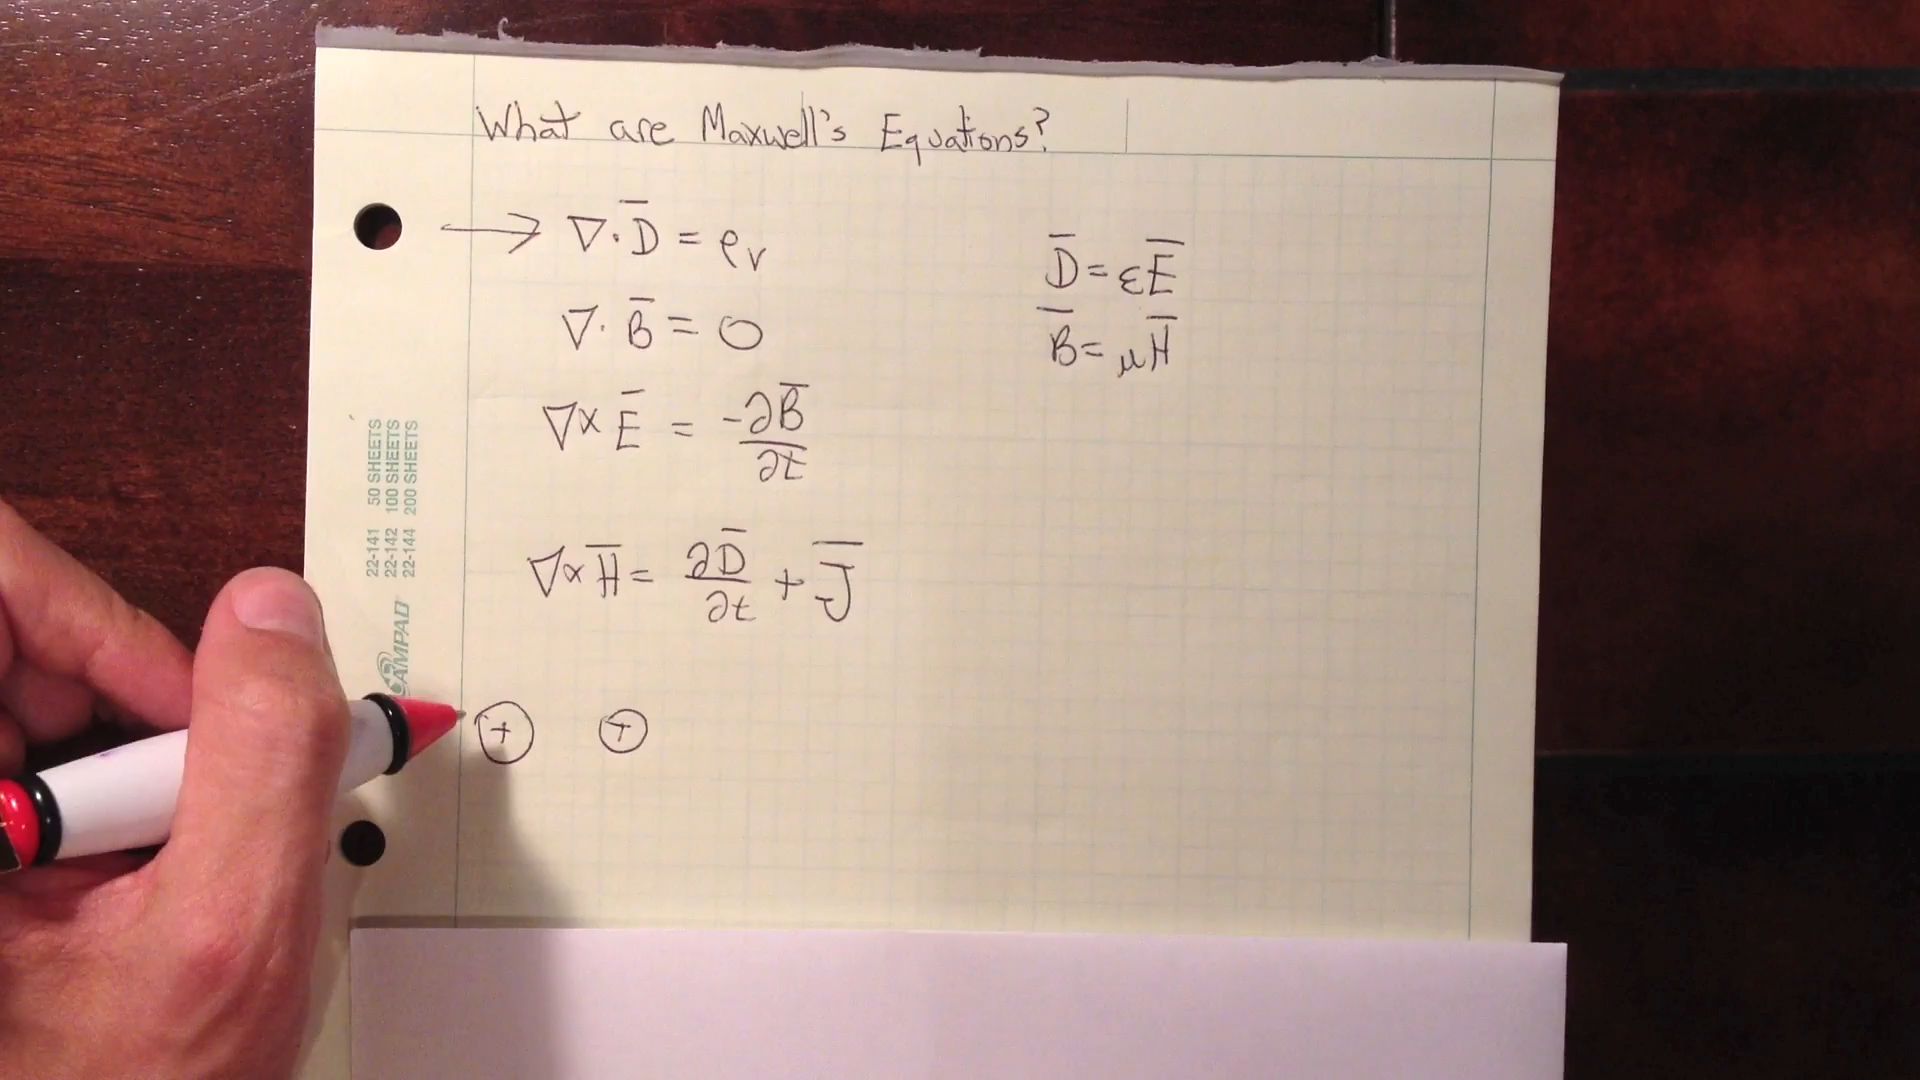 What are Maxwell's Equations?
→ ∇·D̅ = ρv
∇·B̅ = 0
∇× E̅ = -∂B̅/∂t
∇× H̅ = ∂D̅/∂t + J̅
D̅ = εE̅
B̅ = μH̅
+ +
22-141 50 SHEETS
22-142 100 SHEETS
22-144 200 SHEETS
AMPAD